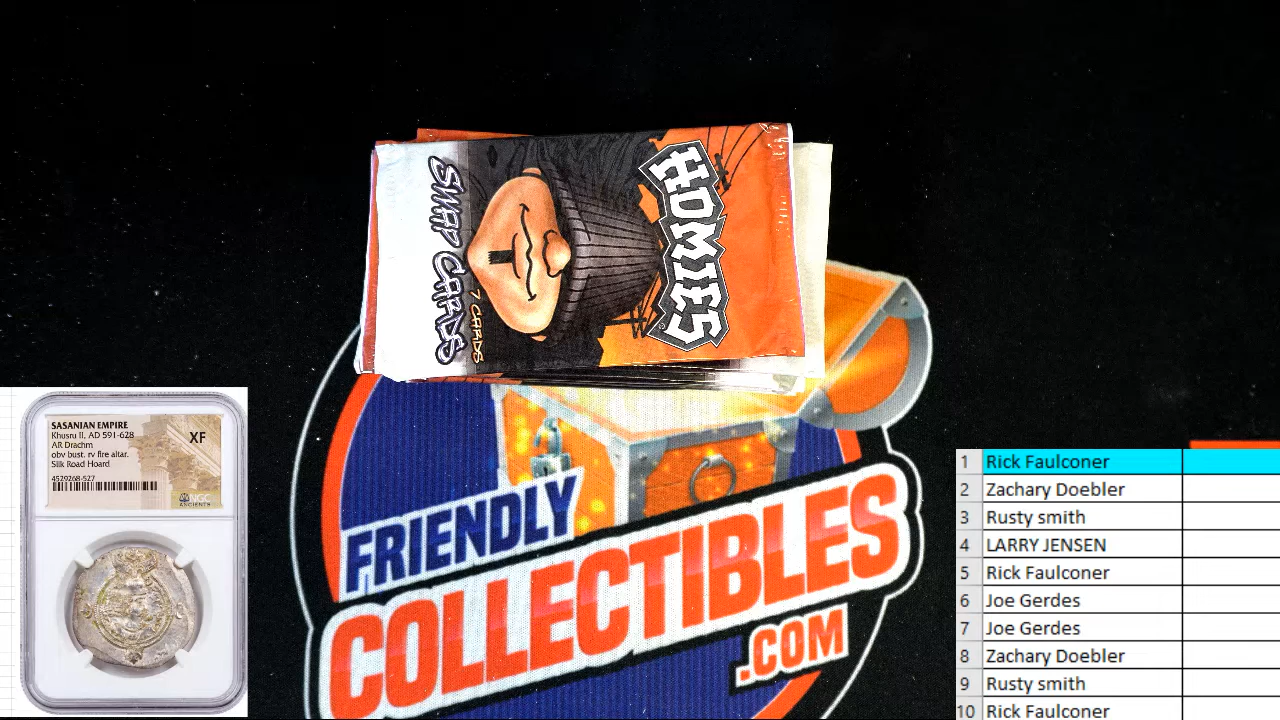 HOMIES
SWAP CARDS
7 CARDS
SASANIAN EMPIRE
Khusru II, AD 591-628
AR Drachm
obv bust. rv fire altar.
Silk Road Hoard
XF
4529268-527
NGC
ANCIENTS
FRIENDLY
COLLECTIBLES
.COM
1 Rick Faulconer
2 Zachary Doebler
3 Rusty smith
4 LARRY JENSEN
5 Rick Faulconer
6 Joe Gerdes
7 Joe Gerdes
8 Zachary Doebler
9 Rusty smith
10 Rick Faulconer